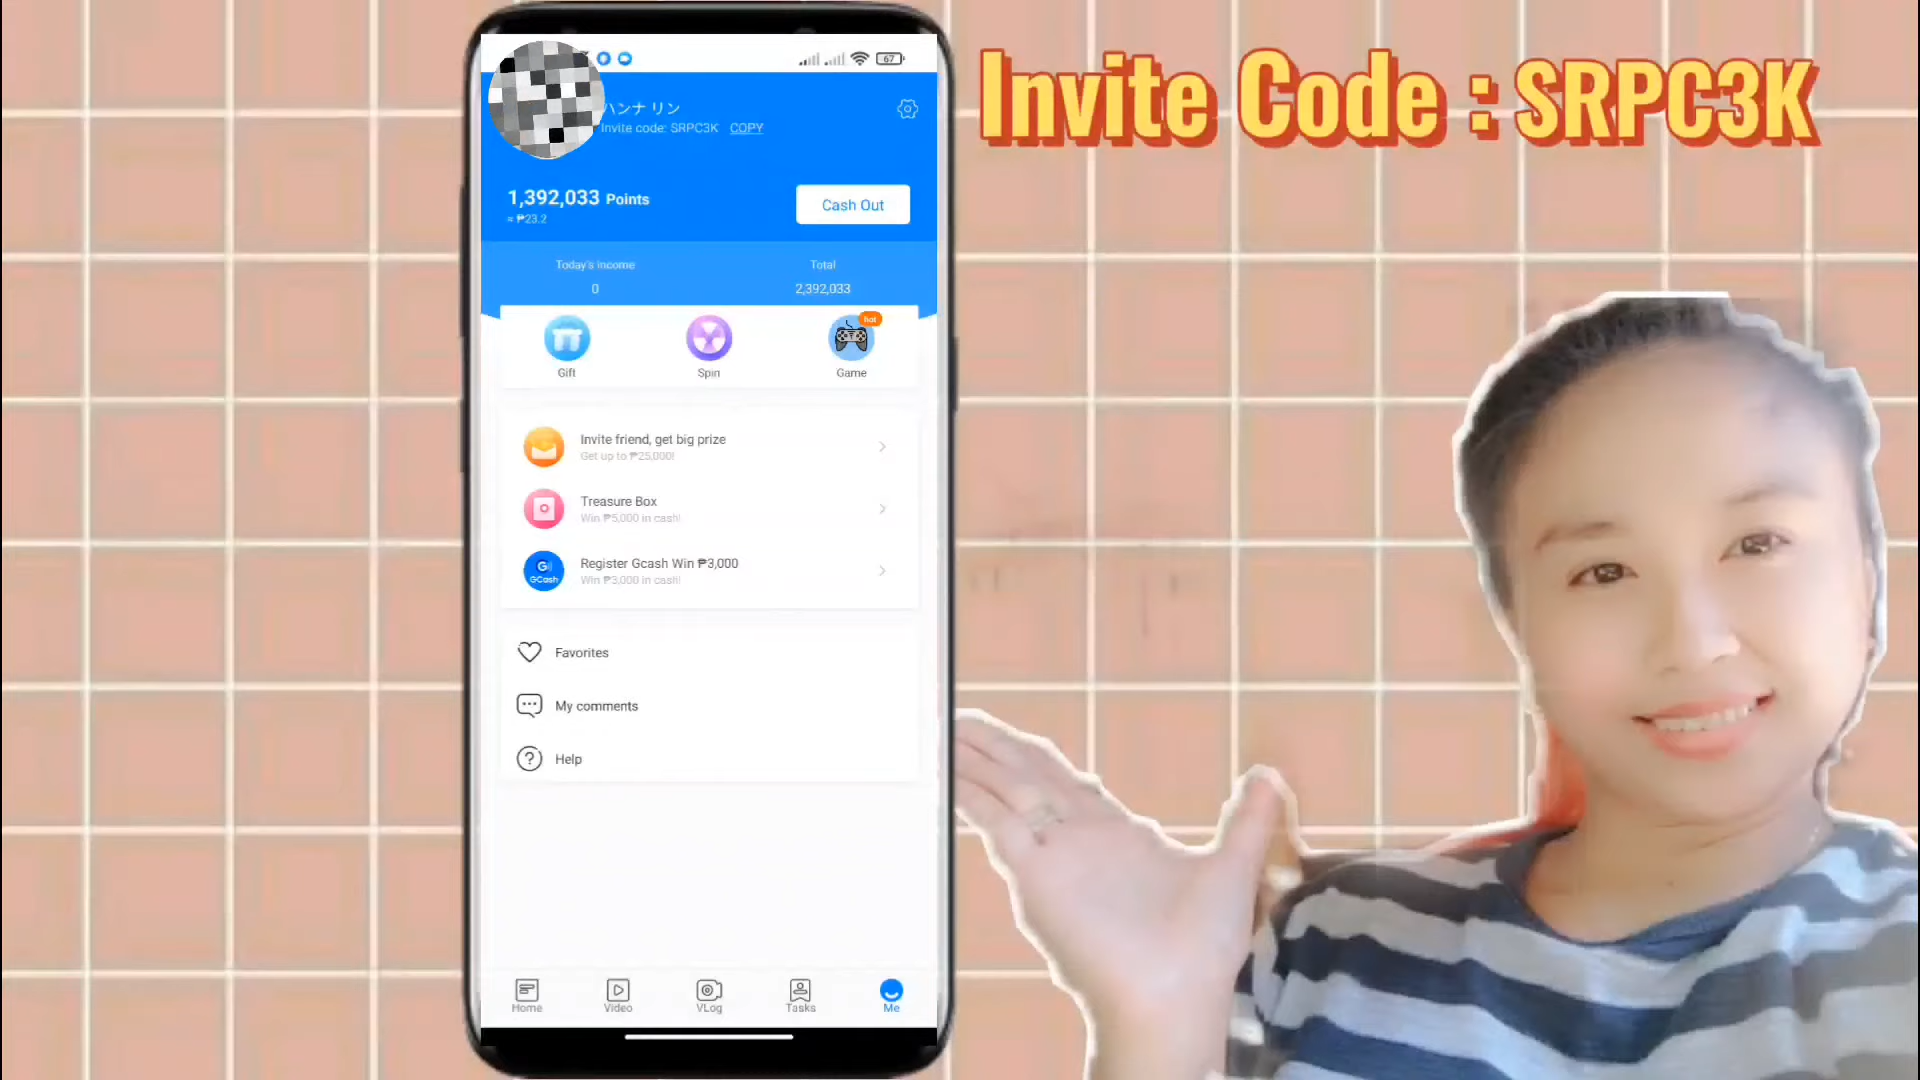 Invite Code : SRPC3K
67
ハンナ リン
Invite code: SRPC3K COPY
1,392,033 Points
≈ ₱23.2
Cash Out
Today's income
Total
0
2,392,033
hot
Gift
Spin
Game
Invite friend, get big prize
Get up to ₱25,000!
Treasure Box
Win ₱5,000 in cash!
G
GCash
Register Gcash Win ₱3,000
Win ₱3,000 in cash!
Favorites
My comments
Help
Home
Video
VLog
Tasks
Me